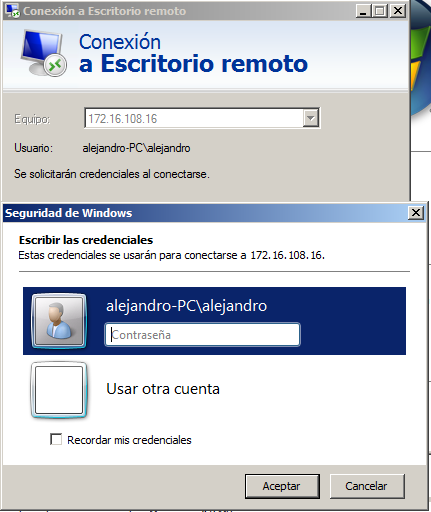 Conexión a Escritorio remoto
Conexión
a Escritorio remoto
Equipo: 172.16.108.16
Usuario: alejandro-PC\alejandro
Se solicitarán credenciales al conectarse.
Seguridad de Windows
Escribir las credenciales
Estas credenciales se usarán para conectarse a 172.16.108.16.
alejandro-PC\alejandro
Contraseña
Usar otra cuenta
Recordar mis credenciales
Aceptar Cancelar